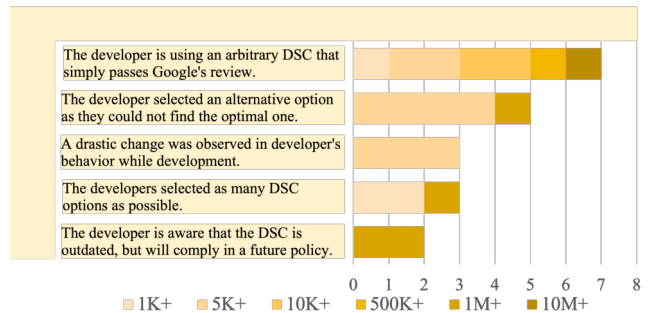 The developer is using an arbitrary DSC that
simply passes Google's review.
The developer selected an alternative option
as they could not find the optimal one.
A drastic change was observed in developer's
behavior while development.
The developers selected as many DSC
options as possible.
The developer is aware that the DSC is
outdated, but will comply in a future policy.
0 1 2 3 4 5 6 7 8
1K+ 5K+ 10K+ 500K+ 1M+ 10M+